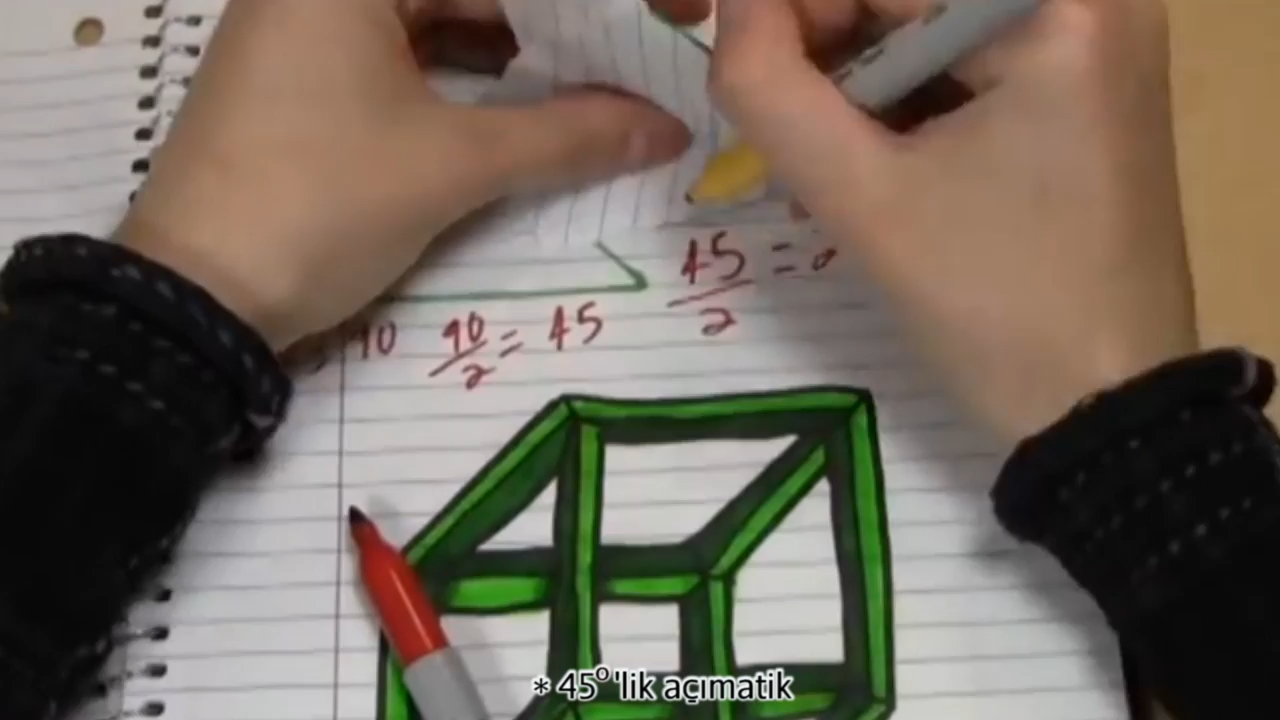 45/2 =
90 90/2 = 45
* 45°'lik açımatik